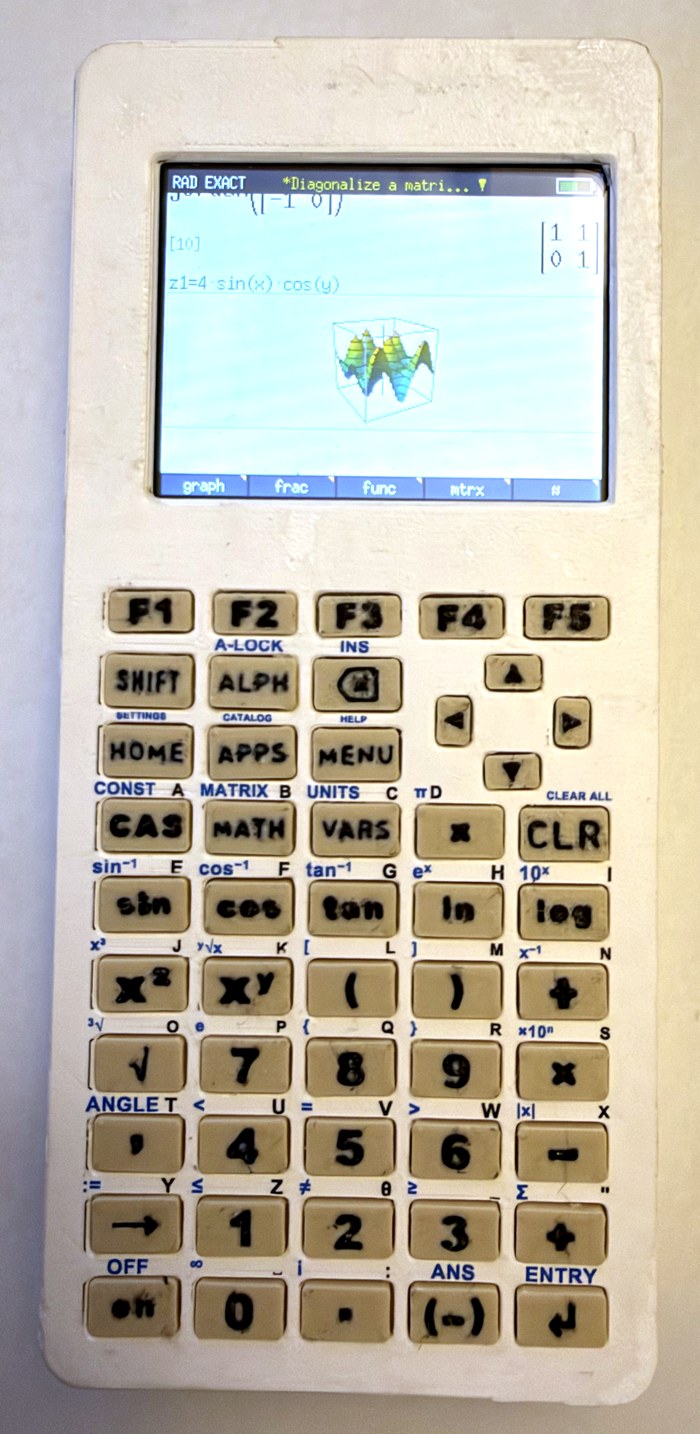 RAD EXACT *Diagonalize a matri...
([-1 0])
[1 1]
[10] [0 1]
z1=4·sin(x)·cos(y)
graph frac func mtrx
F1 F2 F3 F4 F5
A-LOCK INS
SHIFT ALPH
SETTINGS CATALOG HELP
HOME APPS MENU
CONST A MATRIX B UNITS C π D CLEAR ALL
CAS MATH VARS x CLR
sin⁻¹ E cos⁻¹ F tan⁻¹ G eˣ H 10ˣ I
sin cos tan ln log
x³ J ʸ√x K [ L ] M x⁻¹ N
x² xʸ ( ) ÷
³√ O e P { Q } R ×10ⁿ S
√ 7 8 9 ×
ANGLE T < U = V > W |x| X
, 4 5 6 -
:= Y ≤ Z ≠ θ ≥ _ Σ "
→ 1 2 3 +
OFF ∞ i : ANS ENTRY
on 0 . (-) ↵